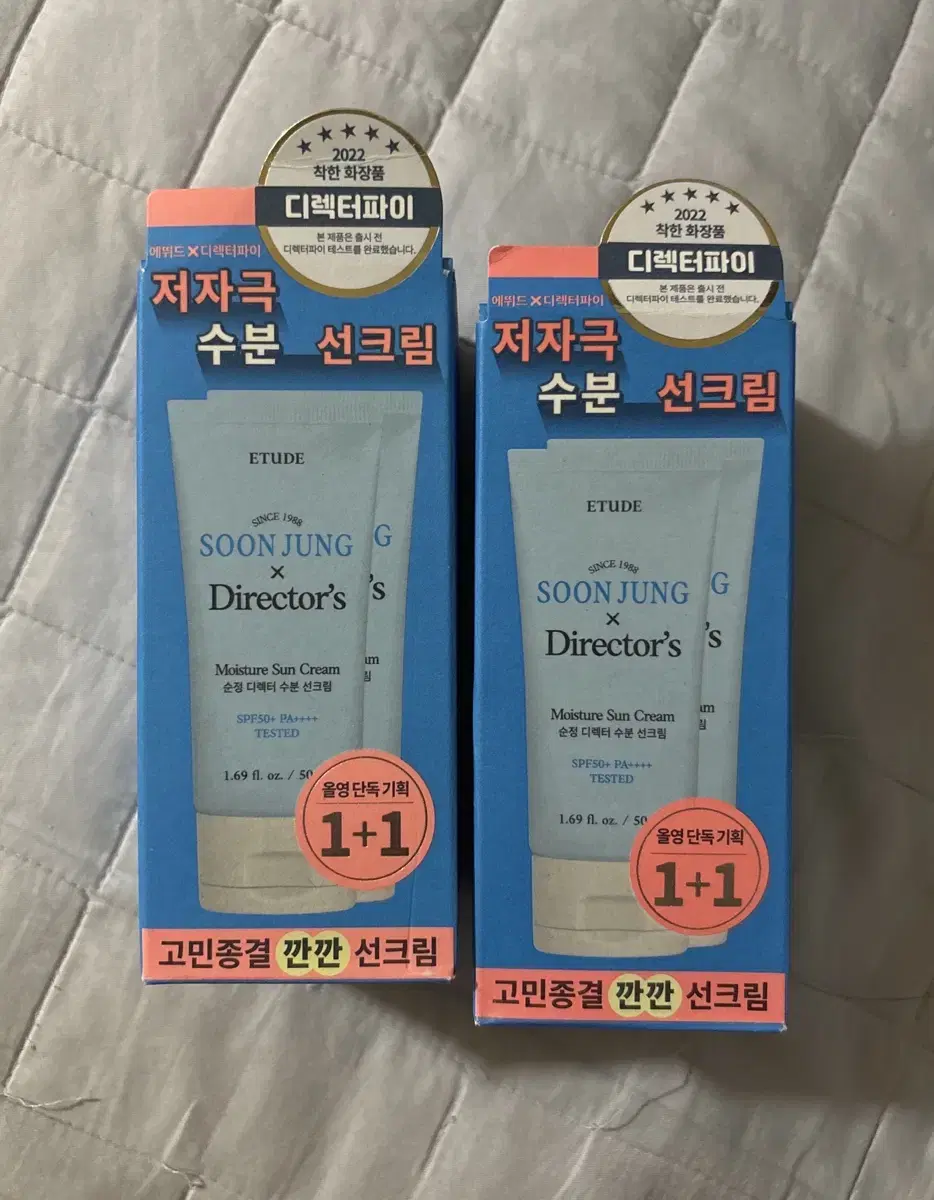 ★★★★★
2022
착한 화장품
디렉터파이
본 제품은 출시 전
디렉터파이 테스트를 완료했습니다.
에뛰드×디렉터파이
저자극
수분 선크림
ETUDE
SINCE 1988
SOON JUNG
×
Director's
Moisture Sun Cream
순정 디렉터 수분 선크림
SPF50+ PA++++
TESTED
1.69 fl. oz. / 50
G
's
am
림
올영 단독 기획
1+1
고민종결 깐깐 선크림
★★★★★
2022
착한 화장품
디렉터파이
본 제품은 출시 전
디렉터파이 테스트를 완료했습니다.
에뛰드×디렉터파이
저자극
수분 선크림
ETUDE
SINCE 1988
SOON JUNG
×
Director's
Moisture Sun Cream
순정 디렉터 수분 선크림
SPF50+ PA++++
TESTED
1.69 fl. oz. / 50
G
's
am
림
올영 단독 기획
1+1
고민종결 깐깐 선크림